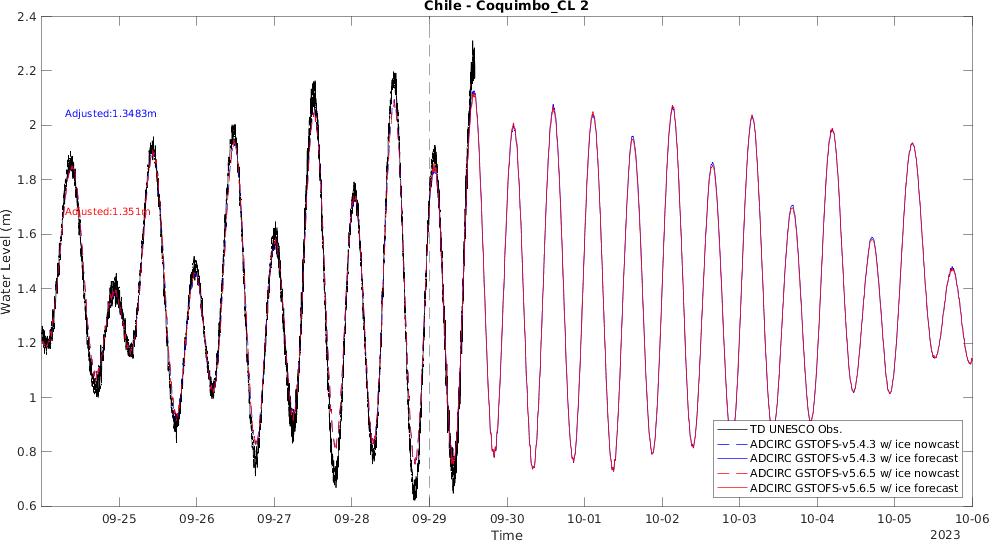 Chile - Coquimbo_CL 2
2.4
2.2
2
1.8
1.6
1.4
1.2
1
0.8
0.6
Water Level (m)
Adjusted:1.3483m
Adjusted:1.351m
TD UNESCO Obs.
ADCIRC GSTOFS-v5.4.3 w/ ice nowcast
ADCIRC GSTOFS-v5.4.3 w/ ice forecast
ADCIRC GSTOFS-v5.6.5 w/ ice nowcast
ADCIRC GSTOFS-v5.6.5 w/ ice forecast
09-25 09-26 09-27 09-28 09-29 09-30 10-01 10-02 10-03 10-04 10-05 10-06
Time
2023